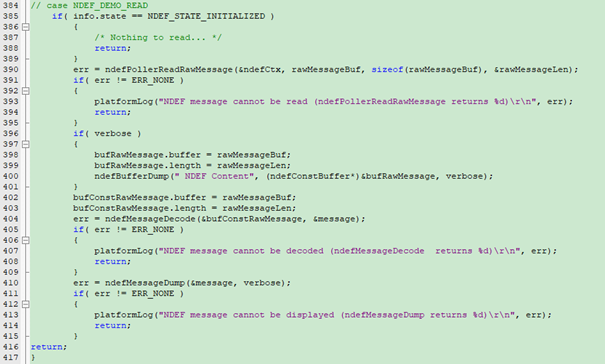 384 // case NDEF_DEMO_READ
385 if( info.state == NDEF_STATE_INITIALIZED )
386 {
387 /* Nothing to read... */
388 return;
389 }
390 err = ndefPollerReadRawMessage(&ndefCtx, rawMessageBuf, sizeof(rawMessageBuf), &rawMessageLen);
391 if( err != ERR_NONE )
392 {
393 platformLog("NDEF message cannot be read (ndefPollerReadRawMessage returns %d)\r\n", err);
394 return;
395 }
396 if( verbose )
397 {
398 bufRawMessage.buffer = rawMessageBuf;
399 bufRawMessage.length = rawMessageLen;
400 ndefBufferDump(" NDEF Content", (ndefConstBuffer*)&bufRawMessage, verbose);
401 }
402 bufConstRawMessage.buffer = rawMessageBuf;
403 bufConstRawMessage.length = rawMessageLen;
404 err = ndefMessageDecode(&bufConstRawMessage, &message);
405 if( err != ERR_NONE )
406 {
407 platformLog("NDEF message cannot be decoded (ndefMessageDecode  returns %d)\r\n", err);
408 return;
409 }
410 err = ndefMessageDump(&message, verbose);
411 if( err != ERR_NONE )
412 {
413 platformLog("NDEF message cannot be displayed (ndefMessageDump returns %d)\r\n", err);
414 return;
415 }
416 return;
417 }